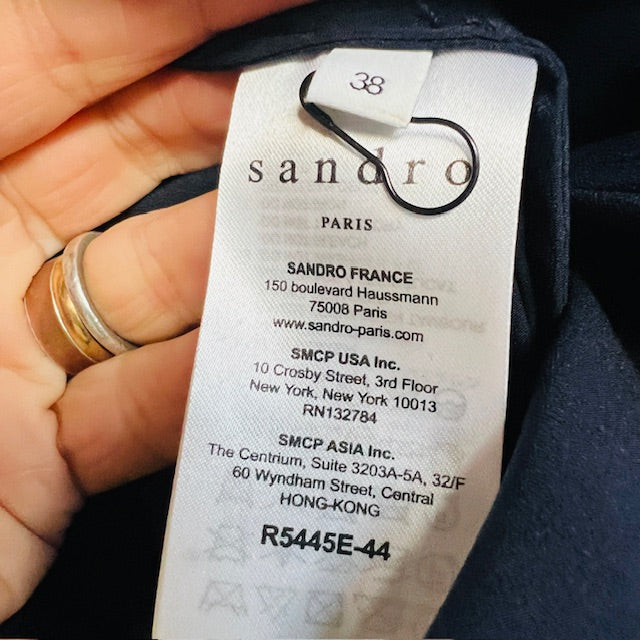 38
sandro
PARIS
SANDRO FRANCE
150 boulevard Haussmann
75008 Paris
www.sandro-paris.com
SMCP USA Inc.
10 Crosby Street, 3rd Floor
New York, New York 10013
RN132784
SMCP ASIA Inc.
The Centrium, Suite 3203A-5A, 32/F
60 Wyndham Street, Central
HONG-KONG
R5445E-44